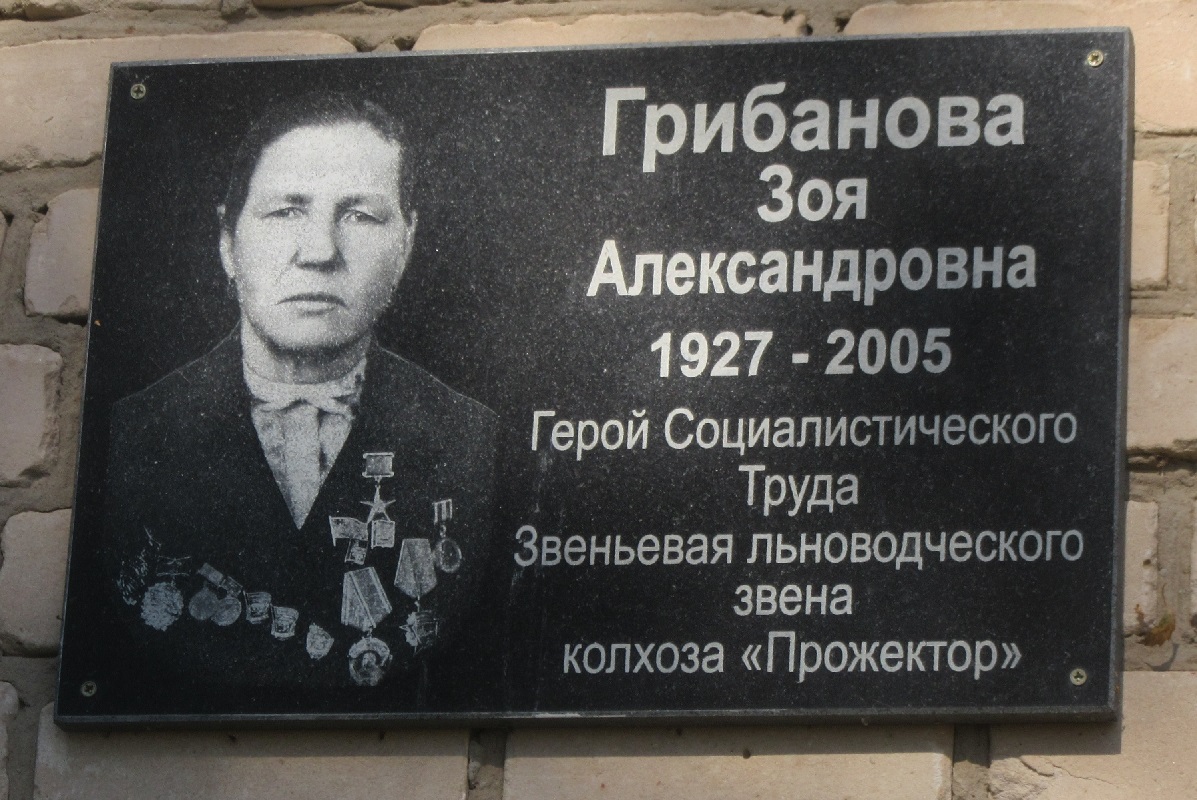 Грибанова
Зоя
Александровна
1927 - 2005
Герой Социалистического
Труда
Звеньевая льноводческого
звена
колхоза «Прожектор»